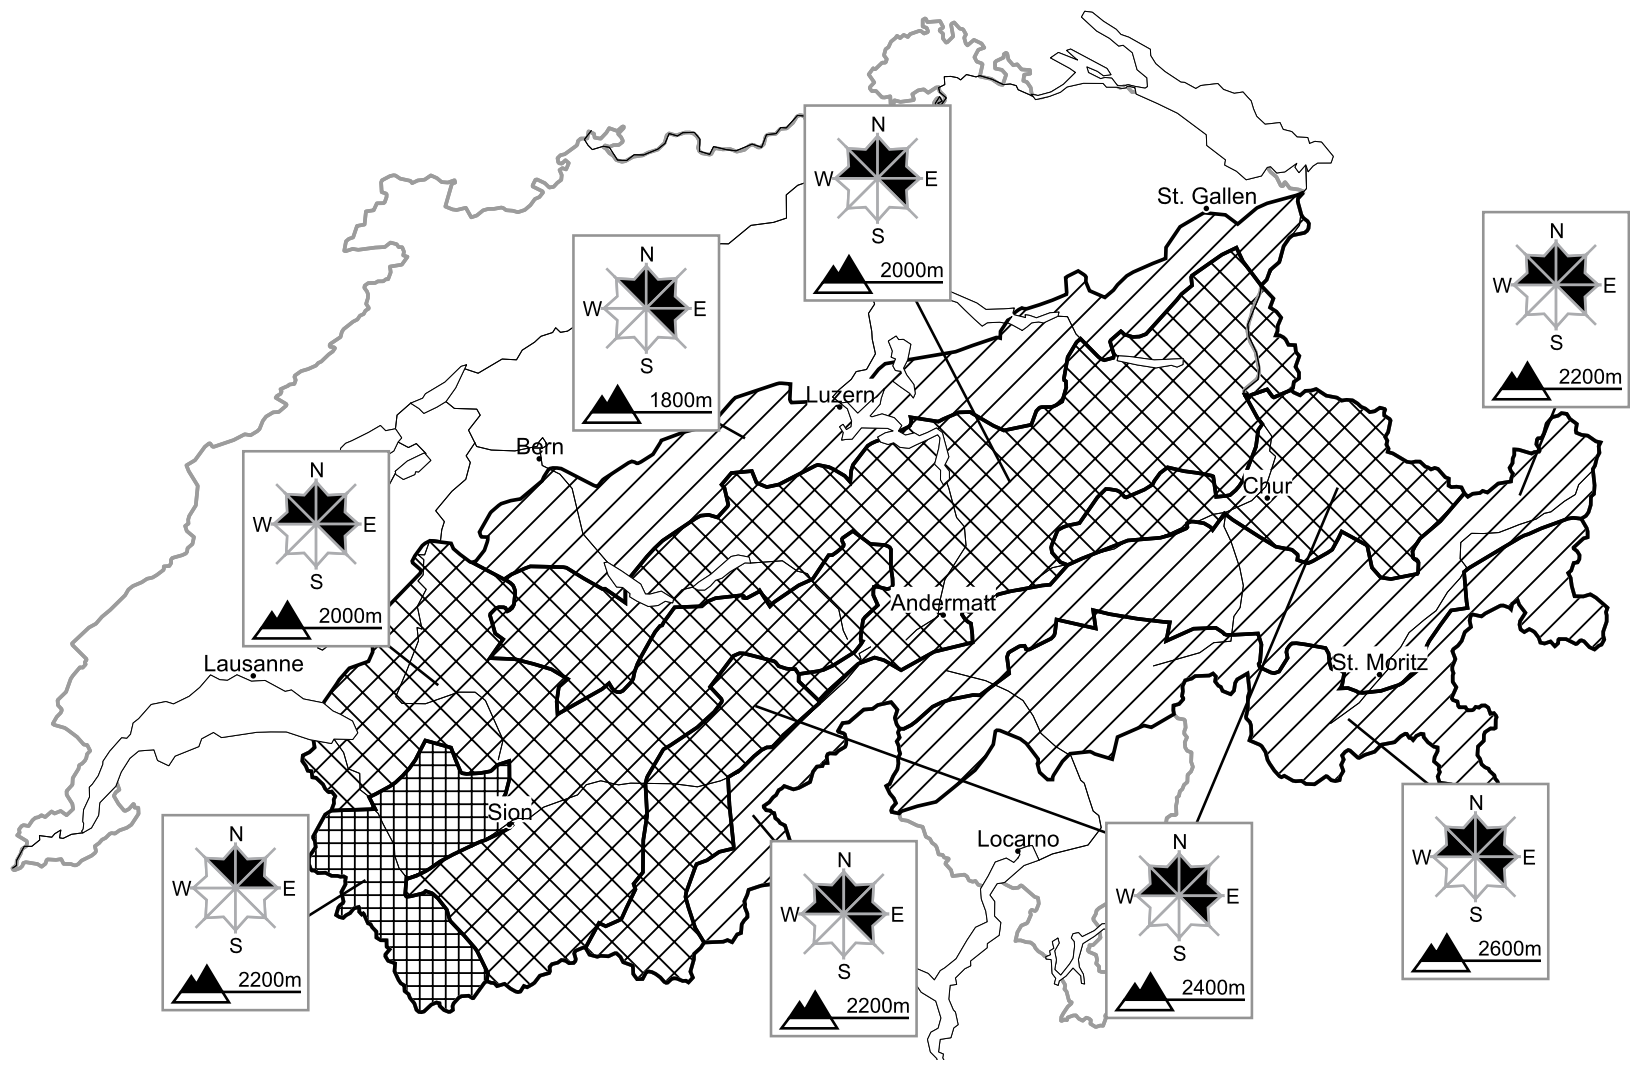 N
W E
S
2000m
St. Gallen
N
W E
S
2200m
N
W E
S
1800m
Luzern
Bern
N
W E
S
2000m
Chur
Andermatt
Lausanne
St. Moritz
Sion
N
W E
S
2200m
Locarno
N
W E
S
2200m
N
W E
S
2400m
N
W E
S
2600m